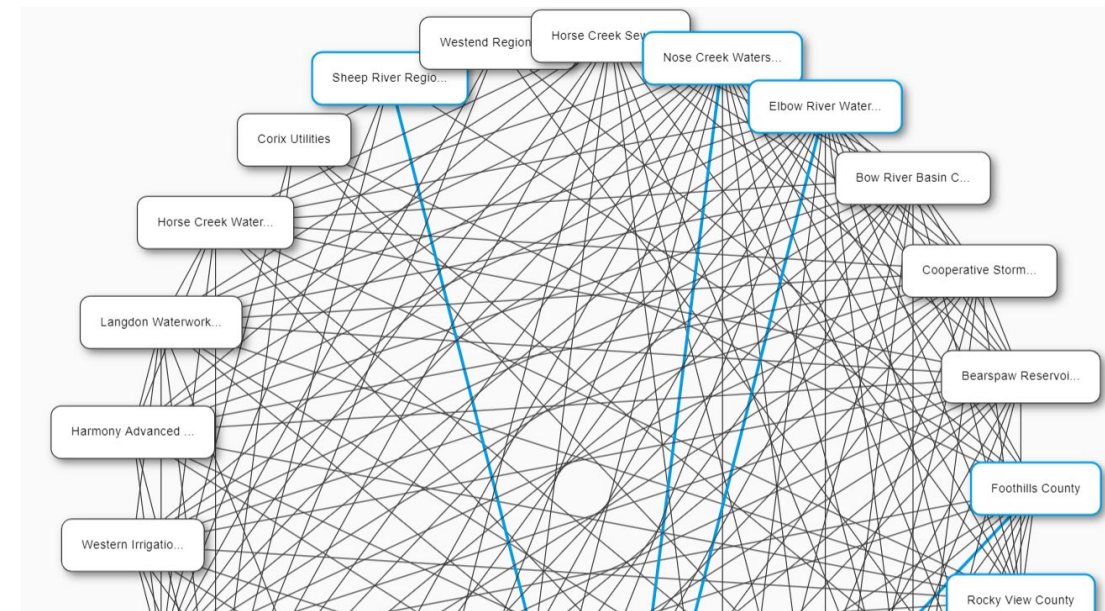 Horse Creek Sew
Westend Region
Nose Creek Waters...
Sheep River Regio...
Elbow River Water...
Corix Utilities
Bow River Basin C...
Horse Creek Water...
Cooperative Storm...
Langdon Waterwork...
Bearspaw Reservoi...
Harmony Advanced ...
Foothills County
Western Irrigatio...
Rocky View County